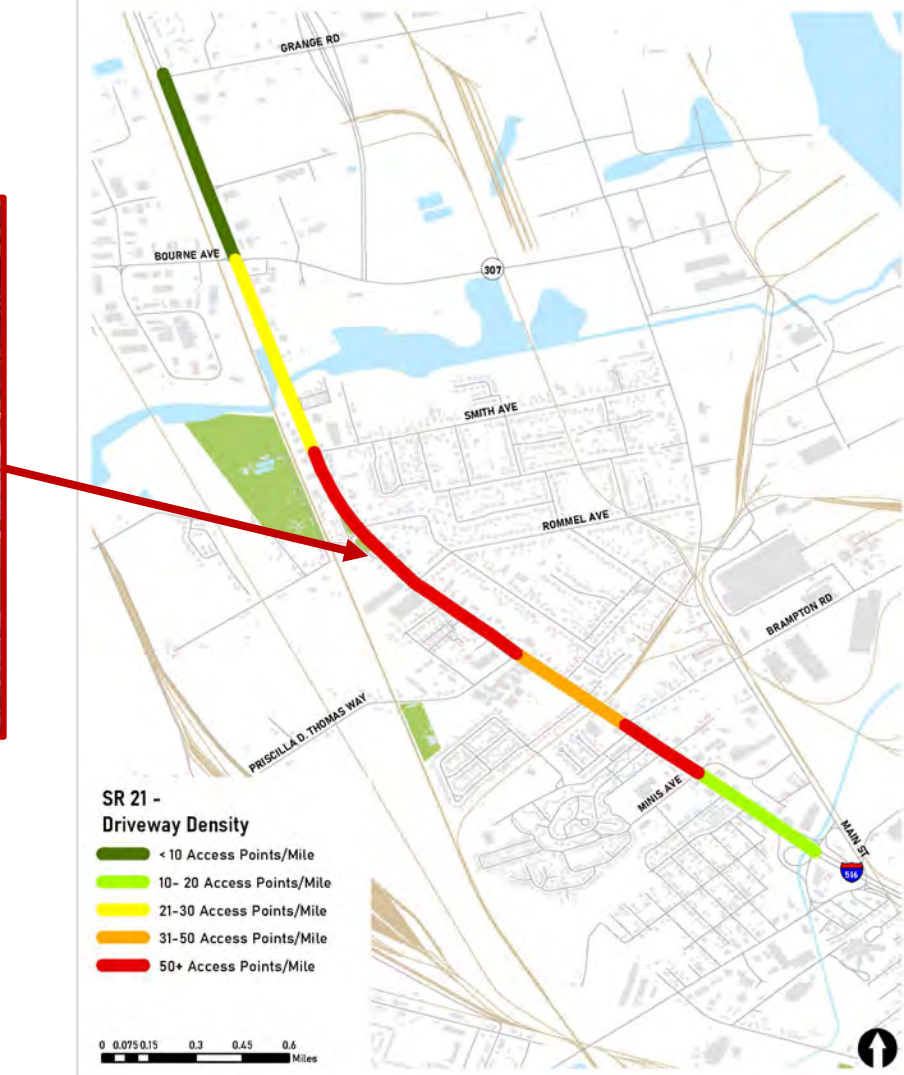 GRANGE RD
BOURNE AVE
307
SMITH AVE
ROMMEL AVE
BRAMPTON RD
PRISCILLA D. THOMAS WAY
MINIS AVE
MAIN ST
516
SR 21 -
Driveway Density
< 10 Access Points/Mile
10- 20 Access Points/Mile
21-30 Access Points/Mile
31-50 Access Points/Mile
50+ Access Points/Mile
0 0.075 0.15 0.3 0.45 0.6
Miles